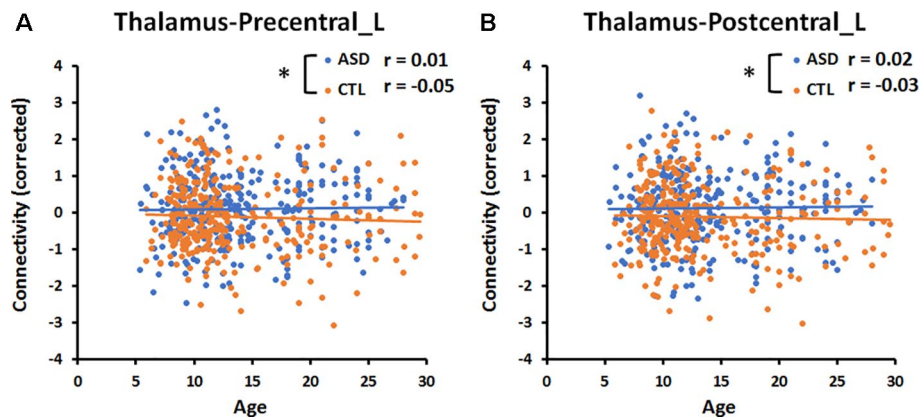 A Thalamus-Precentral_L
* ASD r = 0.01
CTL r = -0.05
Connectivity (corrected)
4
3
2
1
0
-1
-2
-3
-4
0 5 10 15 20 25 30
Age
B Thalamus-Postcentral_L
* ASD r = 0.02
CTL r = -0.03
Connectivity (corrected)
4
3
2
1
0
-1
-2
-3
-4
0 5 10 15 20 25 30
Age